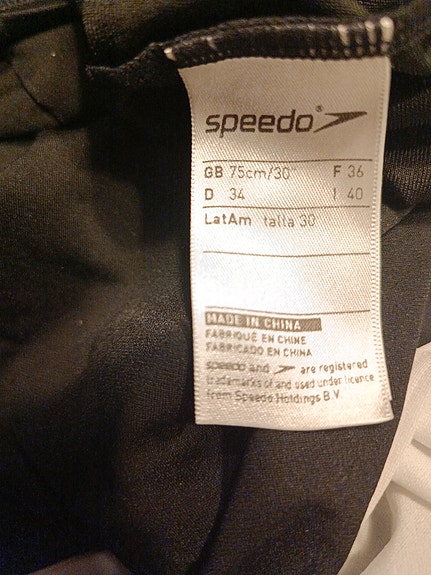 speedo®
GB 75cm/30" F 36
D 34 I 40
LatAm talla 30
MADE IN CHINA
FABRIQUÉ EN CHINE
FABRICADO EN CHINA
speedo and are registered
trademarks of and used under licence
from Speedo Holdings B.V.